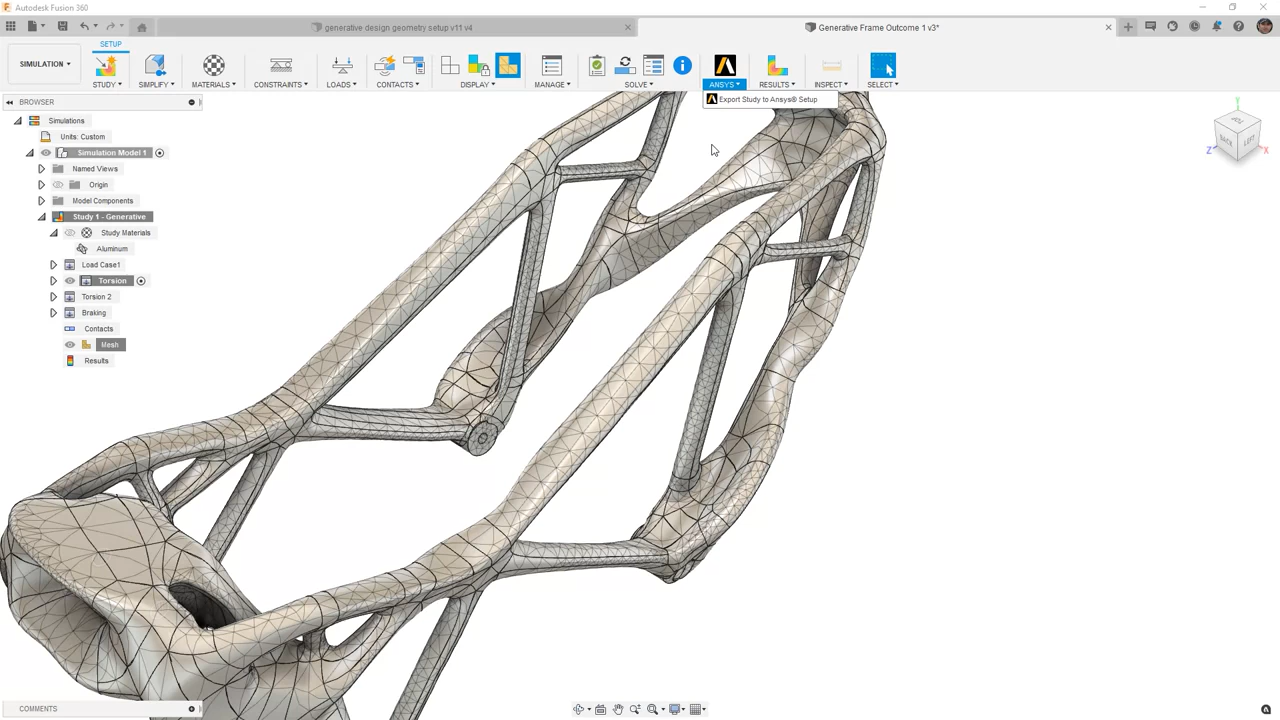 Autodesk Fusion 360
generative design geometry setup v11 v4
Generative Frame Outcome 1 v3*
SETUP
SIMULATION
STUDY
SIMPLIFY
MATERIALS
CONSTRAINTS
LOADS
CONTACTS
DISPLAY
MANAGE
SOLVE
ANSYS
RESULTS
INSPECT
SELECT
Export Study to Ansys® Setup
BROWSER
Simulations
Units: Custom
Simulation Model 1
Named Views
Origin
Model Components
Study 1 - Generative
Study Materials
Aluminum
Load Case1
Torsion
Torsion 2
Braking
Contacts
Mesh
Results
Y
TOP
BACK
LEFT
Z
X
COMMENTS